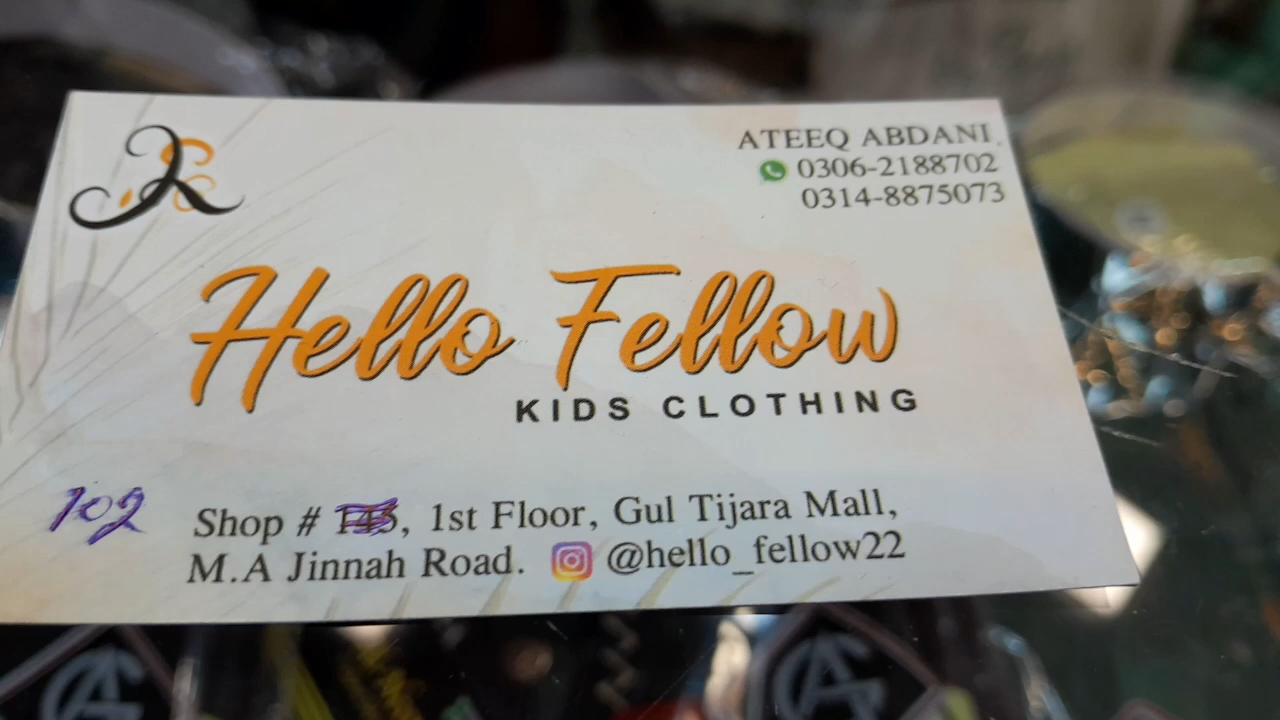 ATEEQ ABDANI.
0306-2188702
0314-8875073
Hello Fellow
KIDS CLOTHING
102
Shop # , 1st Floor, Gul Tijara Mall,
M.A Jinnah Road. @hello_fellow22